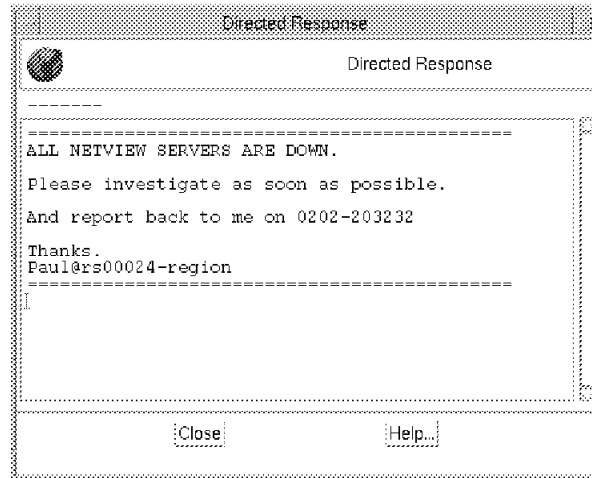 Directed Response
Directed Response
-------
=============================================
ALL NETVIEW SERVERS ARE DOWN.
Please investigate as soon as possible.
And report back to me on 0202-203232
Thanks.
Paul@rs00024-region
=============================================
Close
Help...